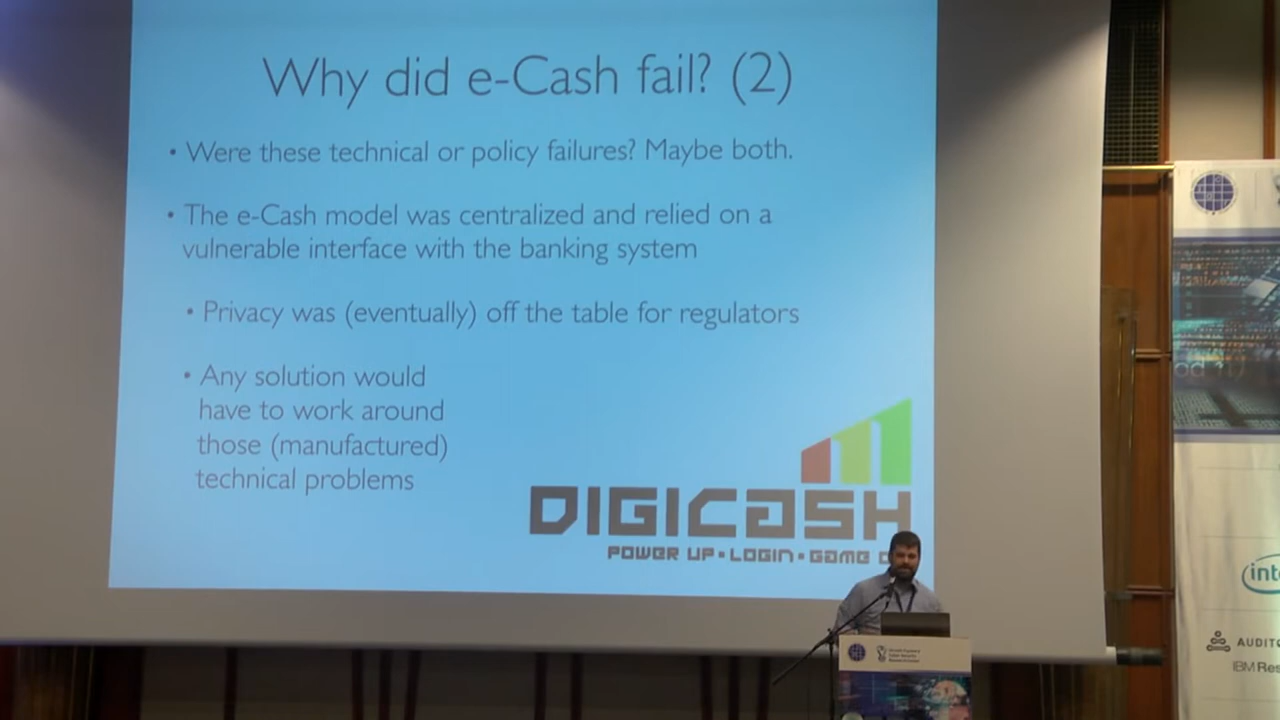 Why did e-Cash fail? (2)
• Were these technical or policy failures? Maybe both.
• The e-Cash model was centralized and relied on a
vulnerable interface with the banking system
• Privacy was (eventually) off the table for regulators
• Any solution would
have to work around
those (manufactured)
technical problems
DIGICASH
POWER UP • LOGIN • GAME
IBM